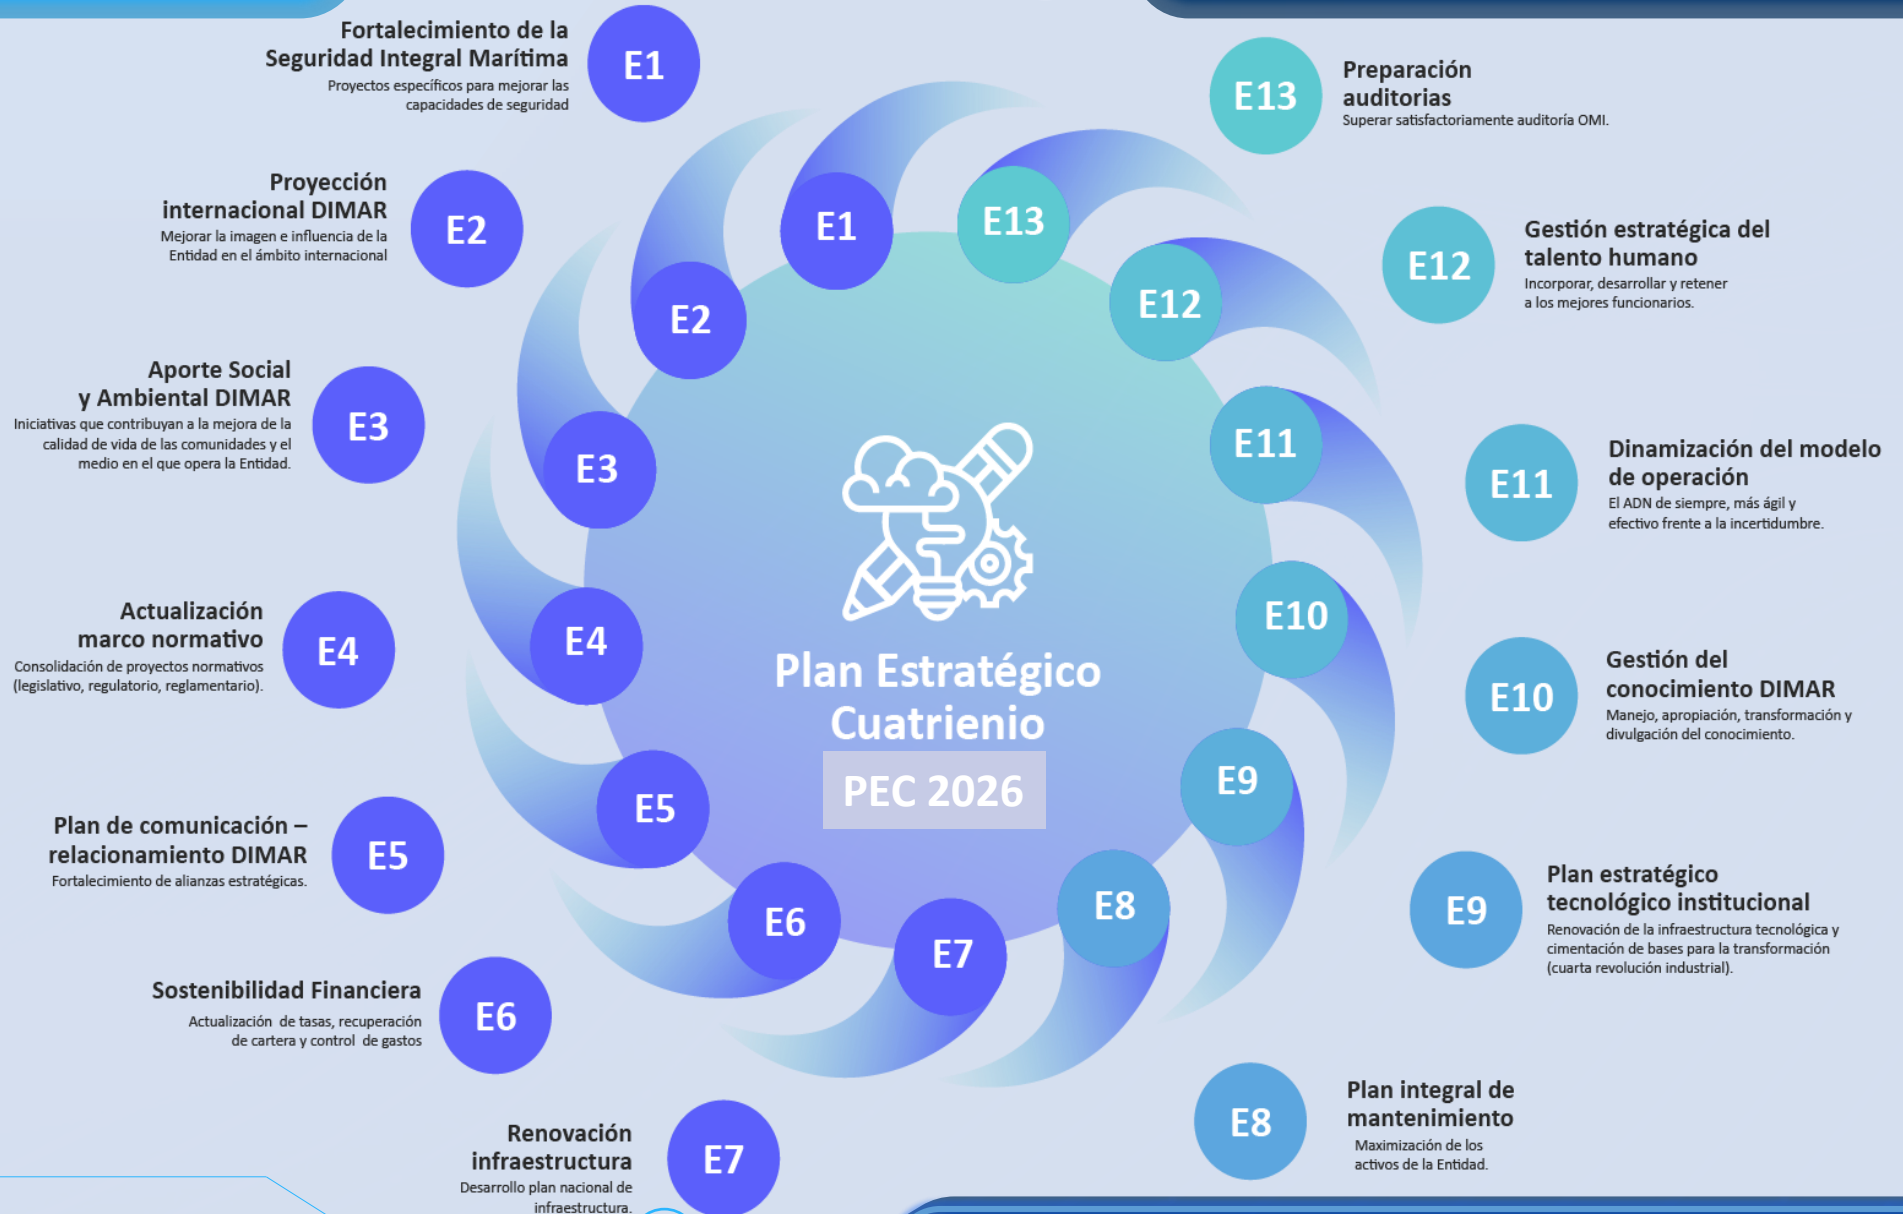 Fortalecimiento de la
Seguridad Integral Marítima
Proyectos específicos para mejorar las
capacidades de seguridad
E1
Proyección
internacional DIMAR
Mejorar la imagen e influencia de la
Entidad en el ámbito internacional
E2
Aporte Social
y Ambiental DIMAR
Iniciativas que contribuyan a la mejora de la
calidad de vida de las comunidades y el
medio en el que opera la Entidad.
E3
Actualización
marco normativo
Consolidación de proyectos normativos
(legislativo, regulatorio, reglamentario).
E4
Plan de comunicación –
relacionamiento DIMAR
Fortalecimiento de alianzas estratégicas.
E5
Sostenibilidad Financiera
Actualización de tasas, recuperación
de cartera y control de gastos
E6
Renovación
infraestructura
Desarrollo plan nacional de
infraestructura.
E7
E1
E2
E3
E4
E5
E6
E7
E8
E9
E10
E11
E12
E13
Plan Estratégico
Cuatrienio
PEC 2026
E13
Preparación
auditorias
Superar satisfactoriamente auditoría OMI.
E12
Gestión estratégica del
talento humano
Incorporar, desarrollar y retener
a los mejores funcionarios.
E11
Dinamización del modelo
de operación
El ADN de siempre, más ágil y
efectivo frente a la incertidumbre.
E10
Gestión del
conocimiento DIMAR
Manejo, apropiación, transformación y
divulgación del conocimiento.
E9
Plan estratégico
tecnológico institucional
Renovación de la infraestructura tecnológica y
cimentación de bases para la transformación
(cuarta revolución industrial).
E8
Plan integral de
mantenimiento
Maximización de los
activos de la Entidad.